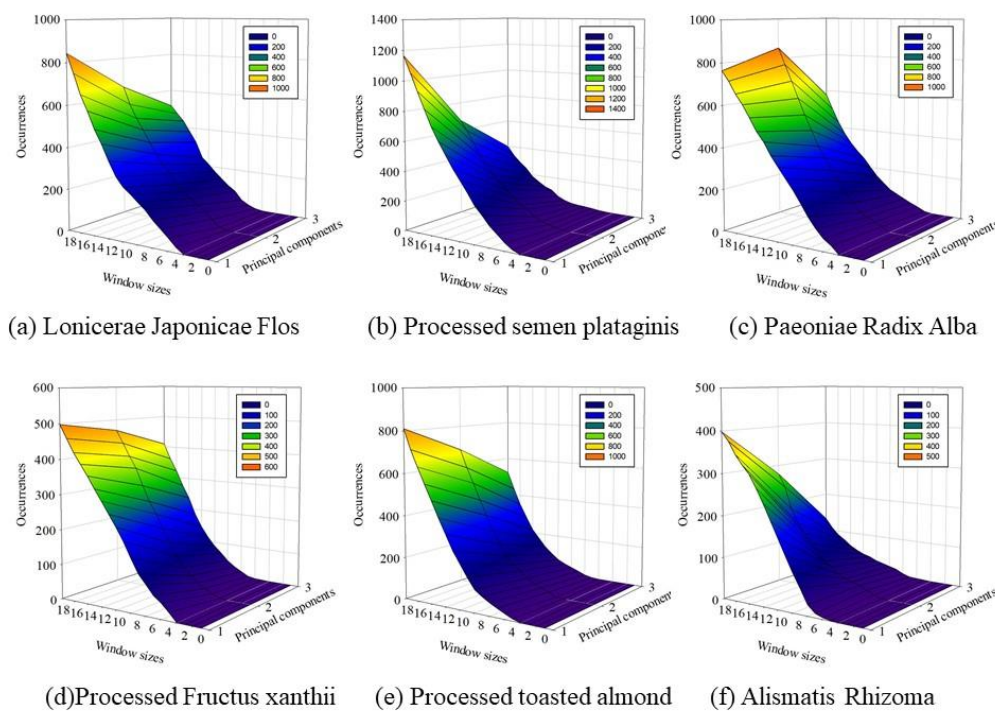 1000
800
600
400
200
0
Occurrences
18 16 14 12 10 8 6 4 2 0
Window sizes
1 2 3
Principal components
0
200
400
600
800
1000
(a) Lonicerae Japonicae Flos
1400
1200
1000
800
600
400
200
0
Occurrences
18 16 14 12 10 8 6 4 2 0
Window sizes
1 2 3
Principal compone
0
200
400
600
800
1000
1200
1400
(b) Processed semen plataginis
1000
800
600
400
200
0
Occurrences
18 16 14 12 10 8 6 4 2 0
Window sizes
1 2 3
Principal components
0
200
400
600
800
1000
(c) Paeoniae Radix Alba
600
500
400
300
200
100
0
Occurrences
18 16 14 12 10 8 6 4 2 0
Window sizes
1 2 3
Principal components
0
100
200
300
400
500
600
(d)Processed Fructus xanthii
1000
800
600
400
200
0
Occurrences
18 16 14 12 10 8 6 4 2 0
Window sizes
1 2 3
Principal components
0
200
400
600
800
1000
(e) Processed toasted almond
500
400
300
200
100
0
Occurrences
18 16 14 12 10 8 6 4 2 0
Window sizes
1 2 3
Principal components
0
100
200
300
400
500
(f) Alismatis Rhizoma